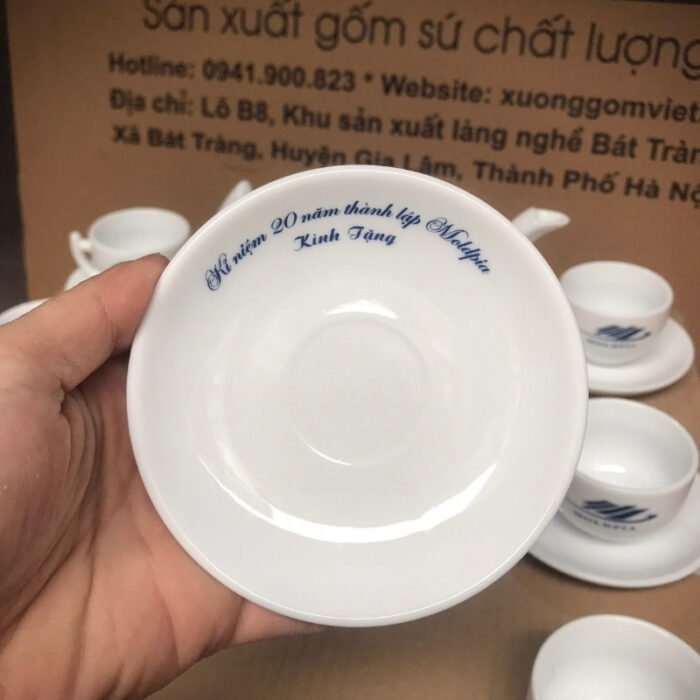 Sản xuất gốm sứ chất lượng
Hotline: 0941.900.823 * Website: xuonggomviet.
Địa chỉ: Lô B8, Khu sản xuất làng nghề Bát Tràn
Xã Bát Tràng, Huyện Gia Lâm, Thành Phố Hà Nộ
Kỉ niệm 20 năm thành lập Moldpia
Kính Tặng
MOLDPIA
MOLDPIA